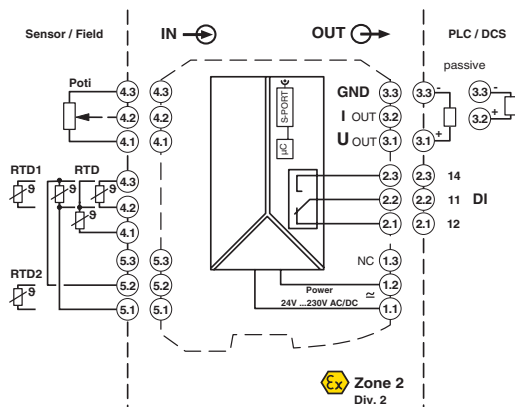 Sensor / Field
IN
OUT
PLC / DCS
passive
Poti
4.3
4.2
4.1
4.3
4.2
4.1
S-PORT
µC
GND
I OUT
U OUT
3.3
3.2
3.1
3.3
3.1
-
+
3.3
3.2
-
+
RTD1
RTD
ϑ
ϑ
ϑ
ϑ
4.3
4.2
4.1
2.3
2.2
2.1
2.3
2.2
2.1
14
11
12
DI
RTD2
ϑ
5.3
5.2
5.1
5.3
5.2
5.1
NC
1.3
1.2
1.1
Power
24V ...230V AC/DC
Ex
Zone 2
Div. 2